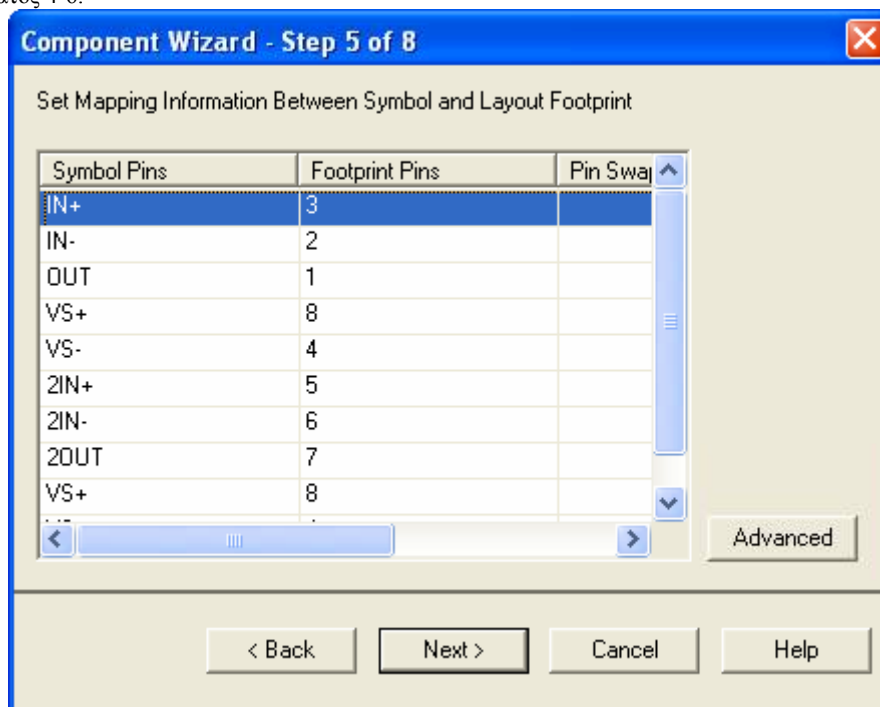 Component Wizard - Step 5 of 8
Set Mapping Information Between Symbol and Layout Footprint
Symbol Pins Footprint Pins Pin Swap
IN+ 3
IN- 2
OUT 1
VS+ 8
VS- 4
2IN+ 5
2IN- 6
2OUT 7
VS+ 8
Advanced
< Back Next > Cancel Help